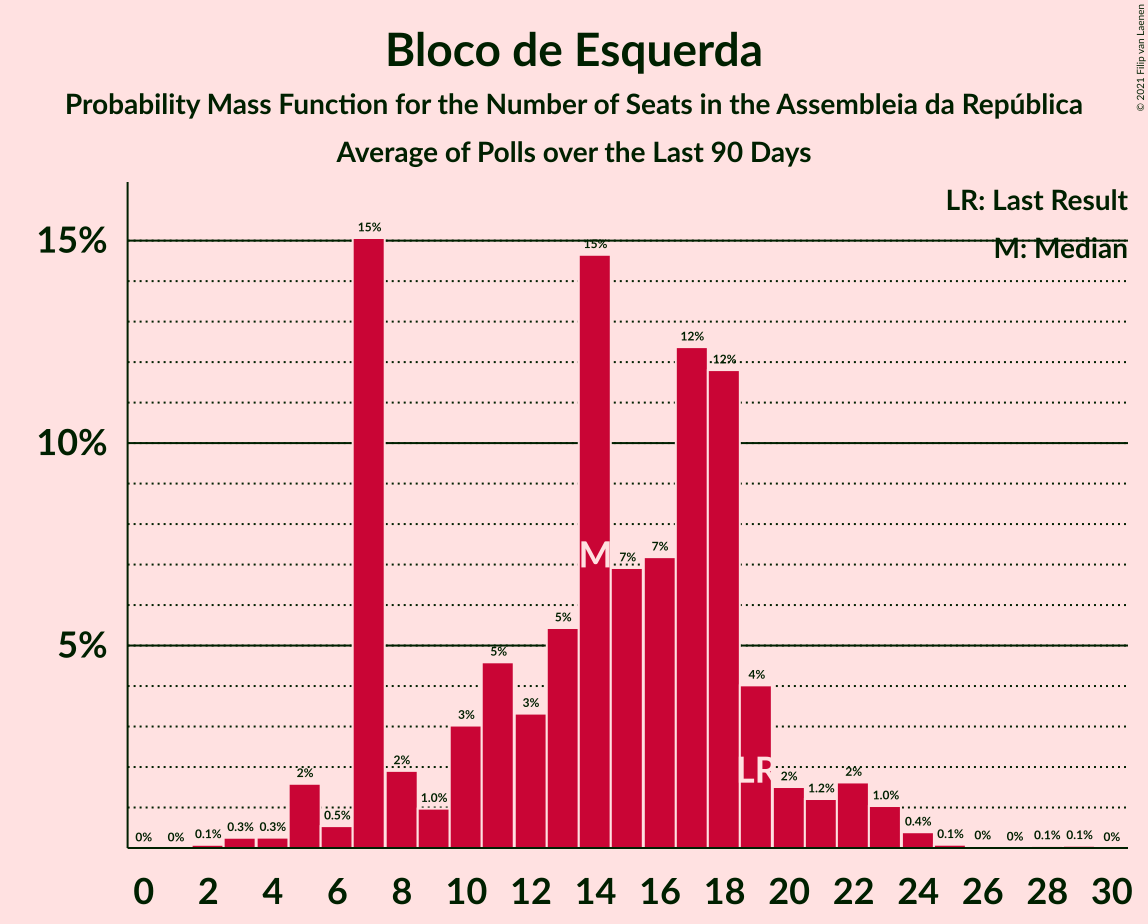 Bloco de Esquerda
Probability Mass Function for the Number of Seats in the Assembleia da República
Average of Polls over the Last 90 Days
© 2021 Filip van Laenen
LR: Last Result
M: Median
15%
10%
5%
0% 0% 0.1% 0.3% 0.3% 2% 0.5% 15% 2% 1.0% 3% 5% 3% 5% 15% 7% 7% 12% 12% 4% 2% 1.2% 2% 1.0% 0.4% 0.1% 0% 0% 0.1% 0.1% 0%
M
LR
0 2 4 6 8 10 12 14 16 18 20 22 24 26 28 30